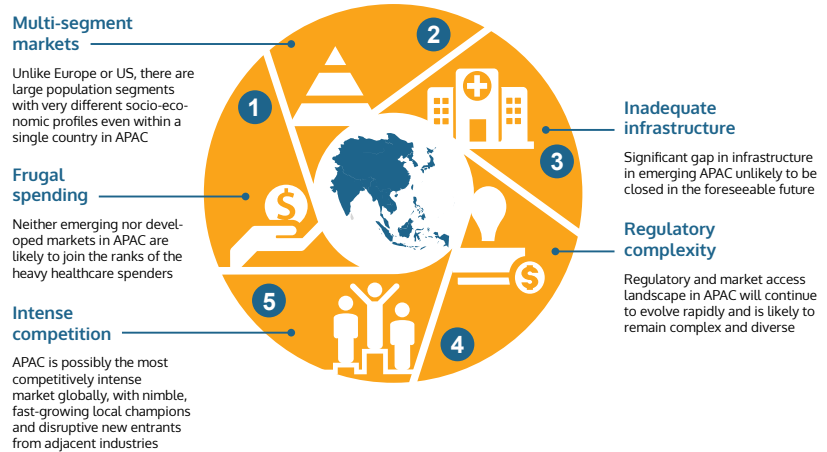 Multi-segment
markets
Unlike Europe or US, there are
large population segments
with very different socio-eco-
nomic profiles even within a
single country in APAC
Frugal
spending
Neither emerging nor devel-
oped markets in APAC are
likely to join the ranks of the
heavy healthcare spenders
Intense
competition
APAC is possibly the most
competitively intense
market globally, with nimble,
fast-growing local champions
and disruptive new entrants
from adjacent industries
1
2
3
4
5
$
$
Inadequate
infrastructure
Significant gap in infrastructure
in emerging APAC unlikely to be
closed in the foreseeable future
Regulatory
complexity
Regulatory and market access
landscape in APAC will continue
to evolve rapidly and is likely to
remain complex and diverse